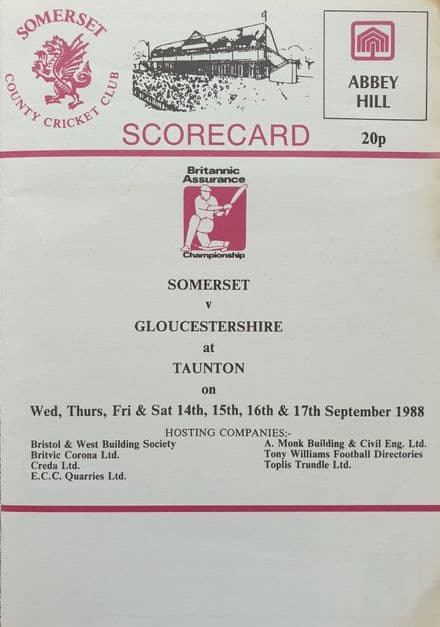 SOMERSET
COUNTY CRICKET CLUB
ABBEY
HILL
SCORECARD
20p
Britannic
Assurance
Championship
SOMERSET
v
GLOUCESTERSHIRE
at
TAUNTON
on
Wed, Thurs, Fri & Sat 14th, 15th, 16th & 17th September 1988
HOSTING COMPANIES:-
Bristol & West Building Society
Britvic Corona Ltd.
Creda Ltd.
E.C.C. Quarries Ltd.
A. Monk Building & Civil Eng. Ltd.
Tony Williams Football Directories
Toplis Trundle Ltd.